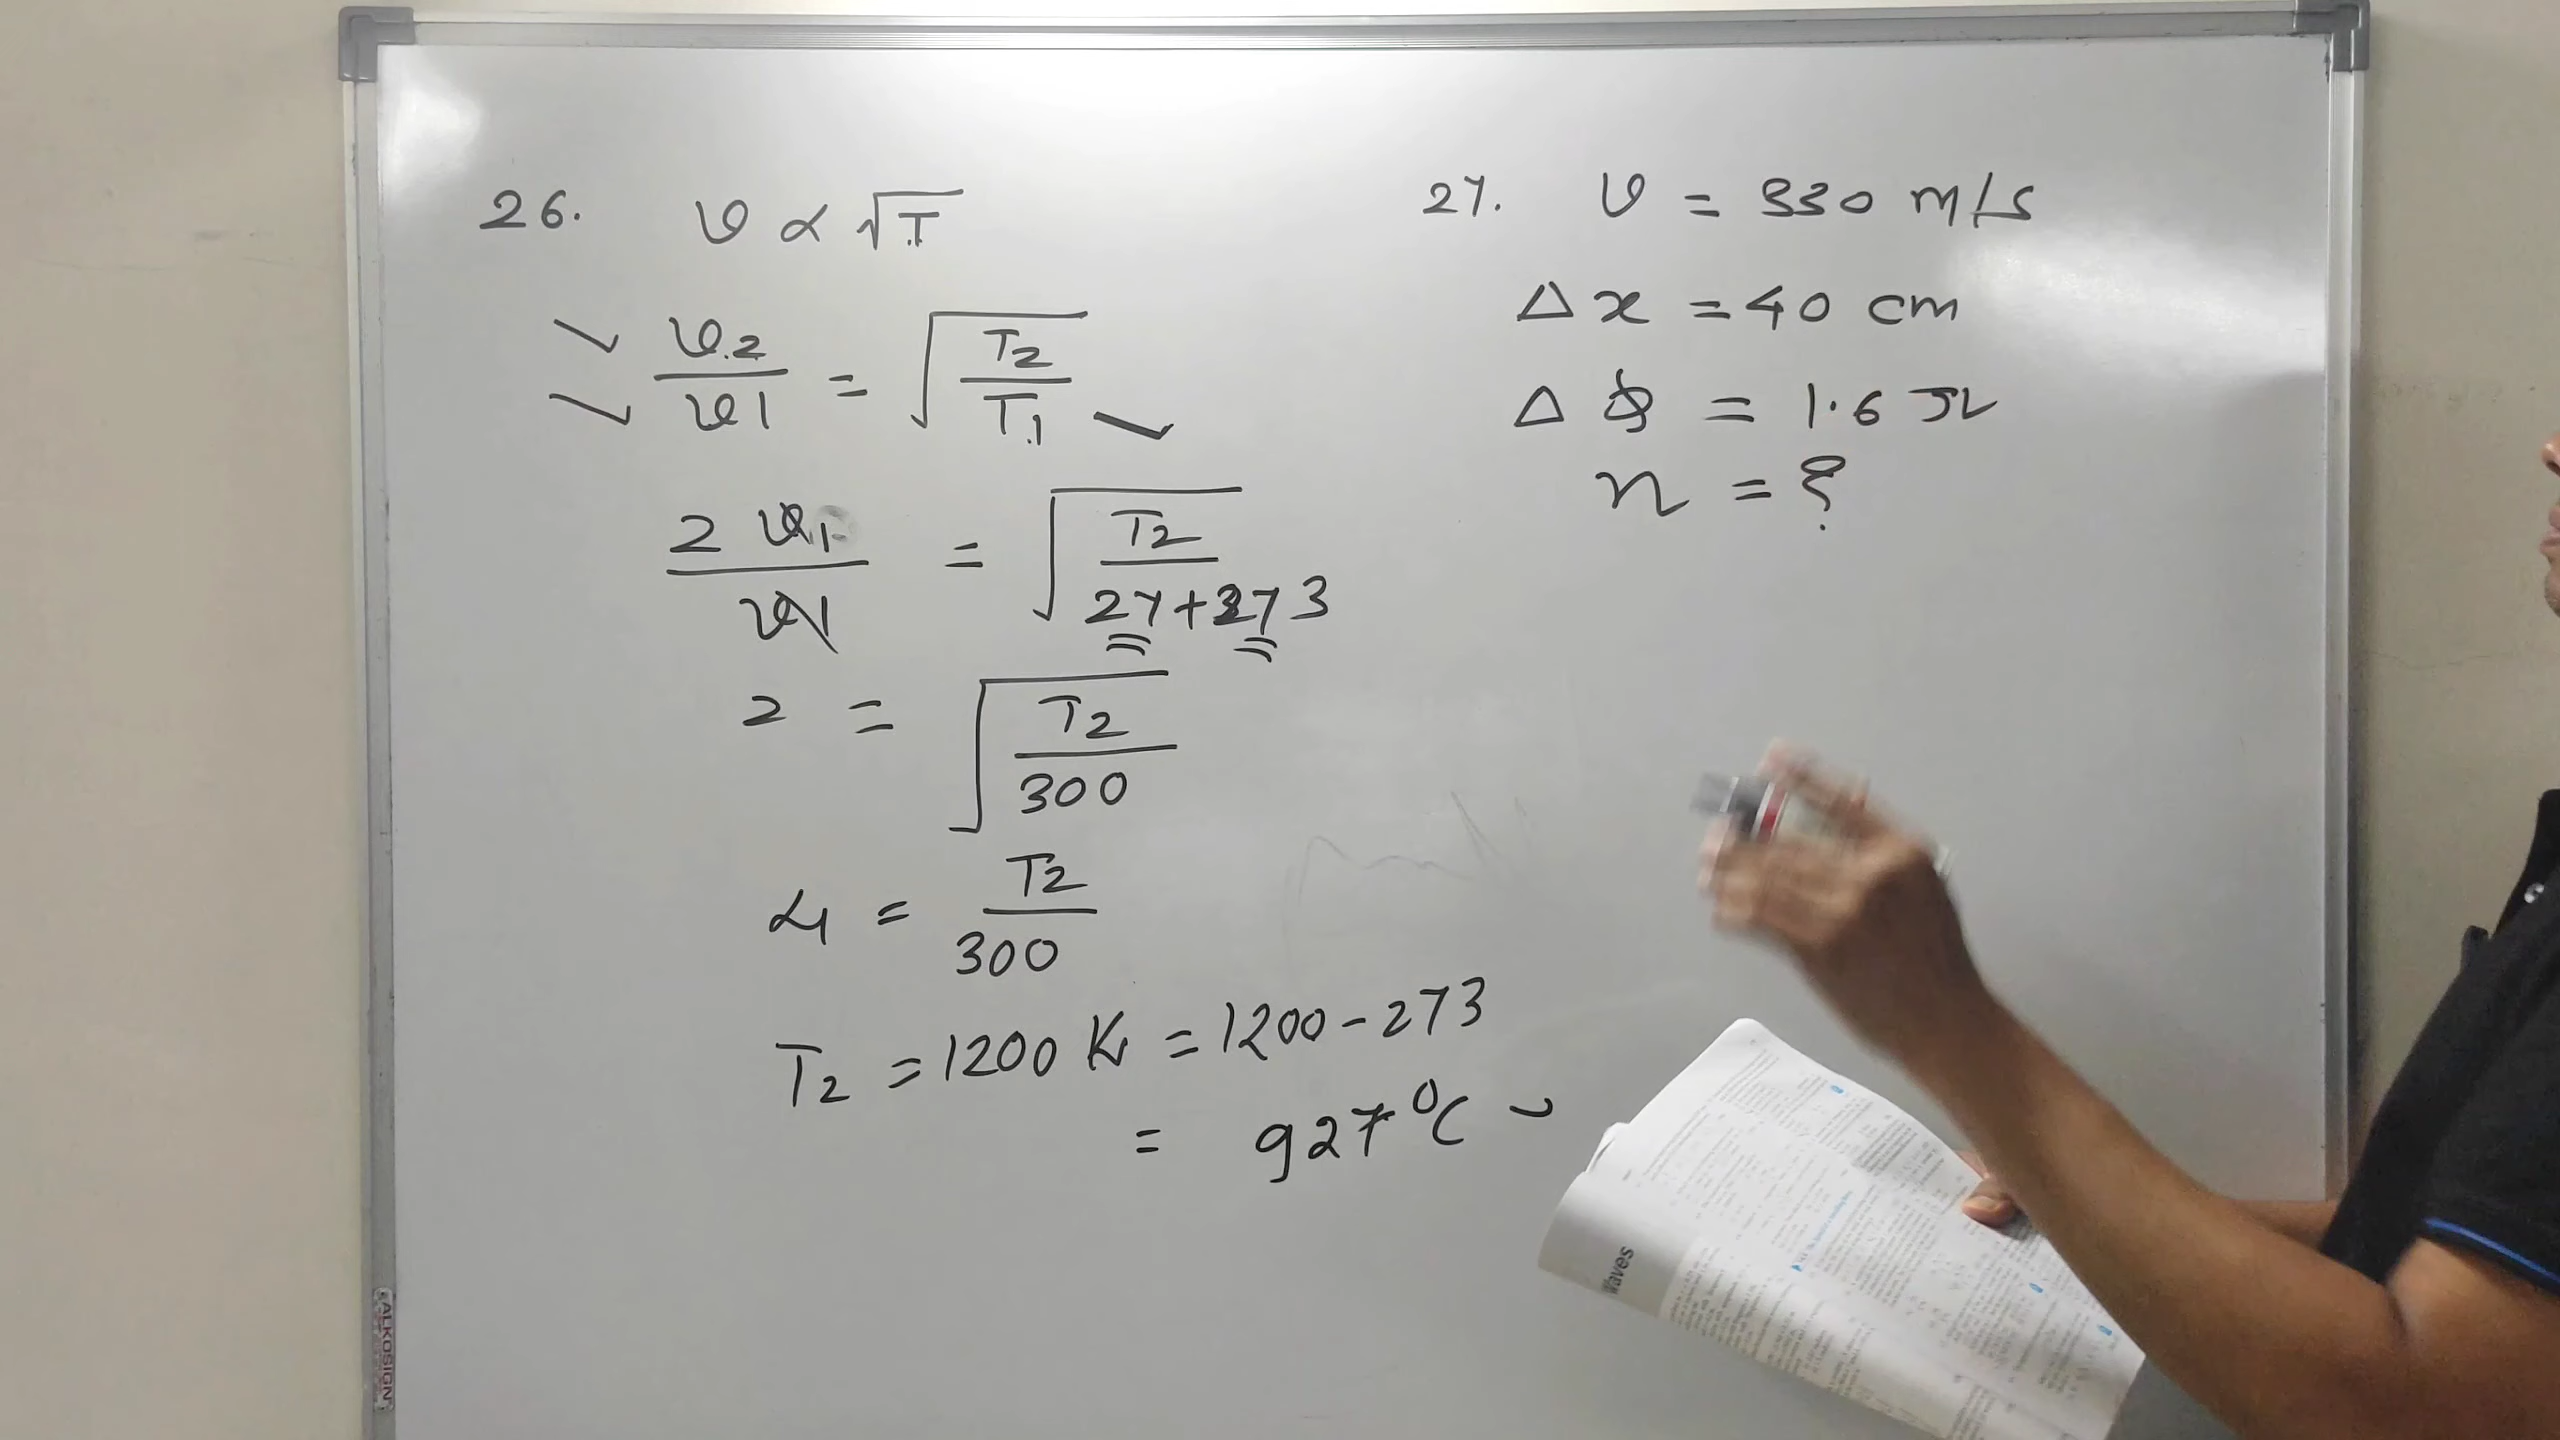 26. v ∝ √T
v2/v1 = √(T2/T1)
2 v1/v1 = √(T2/(27+273))
2 = √(T2/300)
4 = T2/300
T2 = 1200 K = 1200-273
= 927°C
27. v = 330 m/s
Δx = 40 cm
Δϕ = 1.6 π
n = ?
Waves
ALKOSIGN